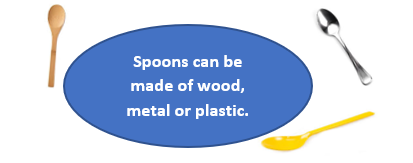 Spoons can be
made of wood,
metal or plastic.